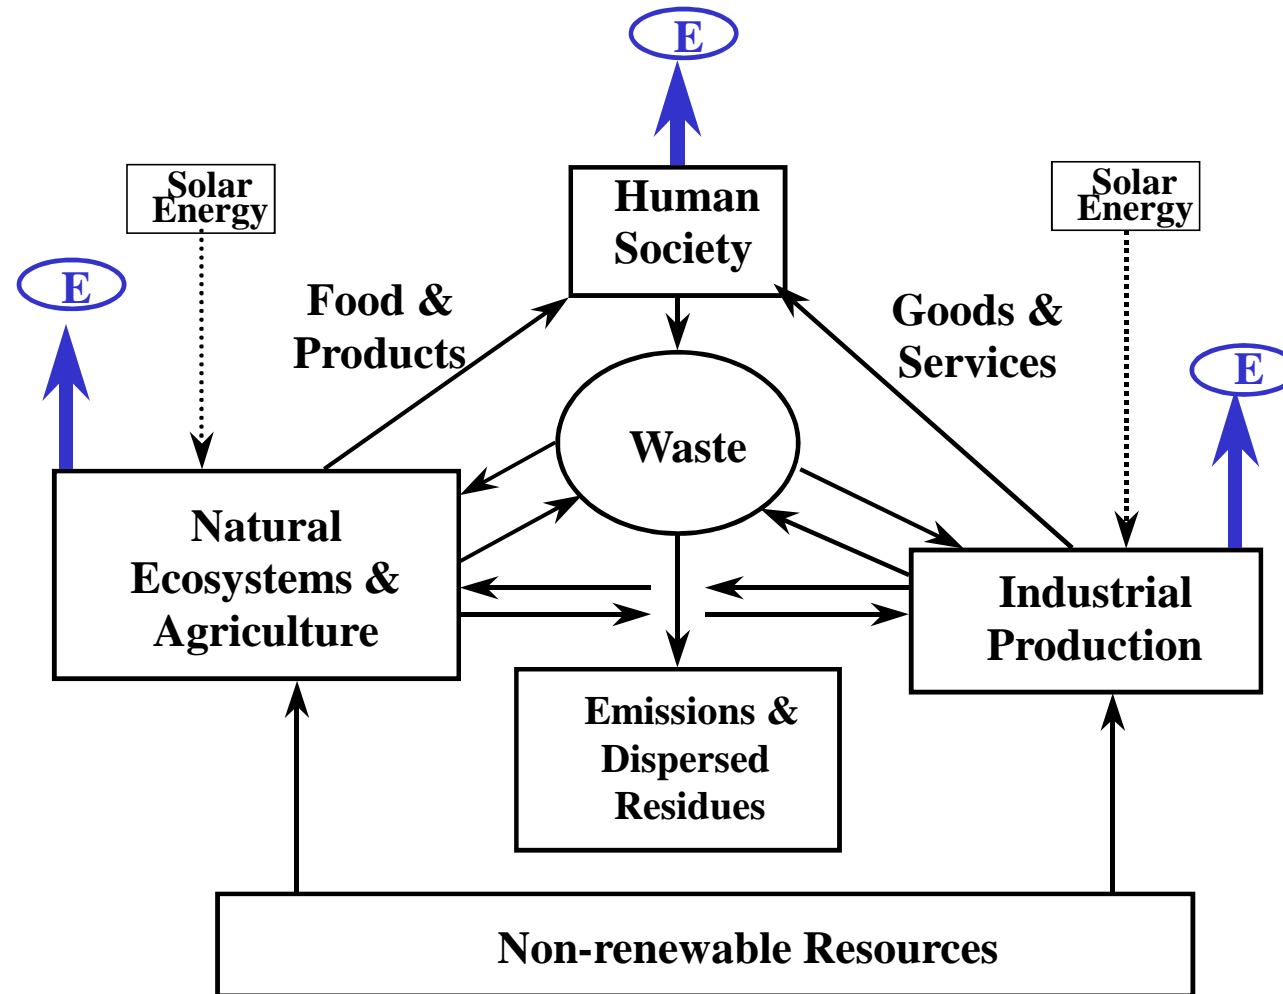 E
Solar
Energy
Human
Society
Solar
Energy
E
Food &
Products
Goods &
Services
E
Waste
Natural
Ecosystems &
Agriculture
Industrial
Production
Emissions &
Dispersed
Residues
Non-renewable Resources